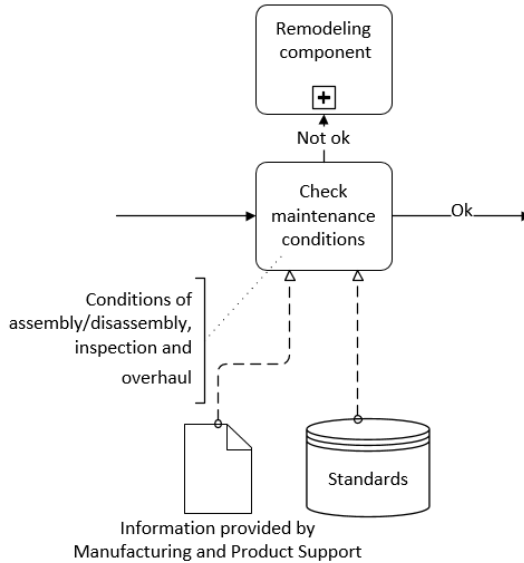 Remodeling
component
Not ok
Check
maintenance
conditions
Ok
Conditions of
assembly/disassembly,
inspection and
overhaul
Standards
Information provided by
Manufacturing and Product Support